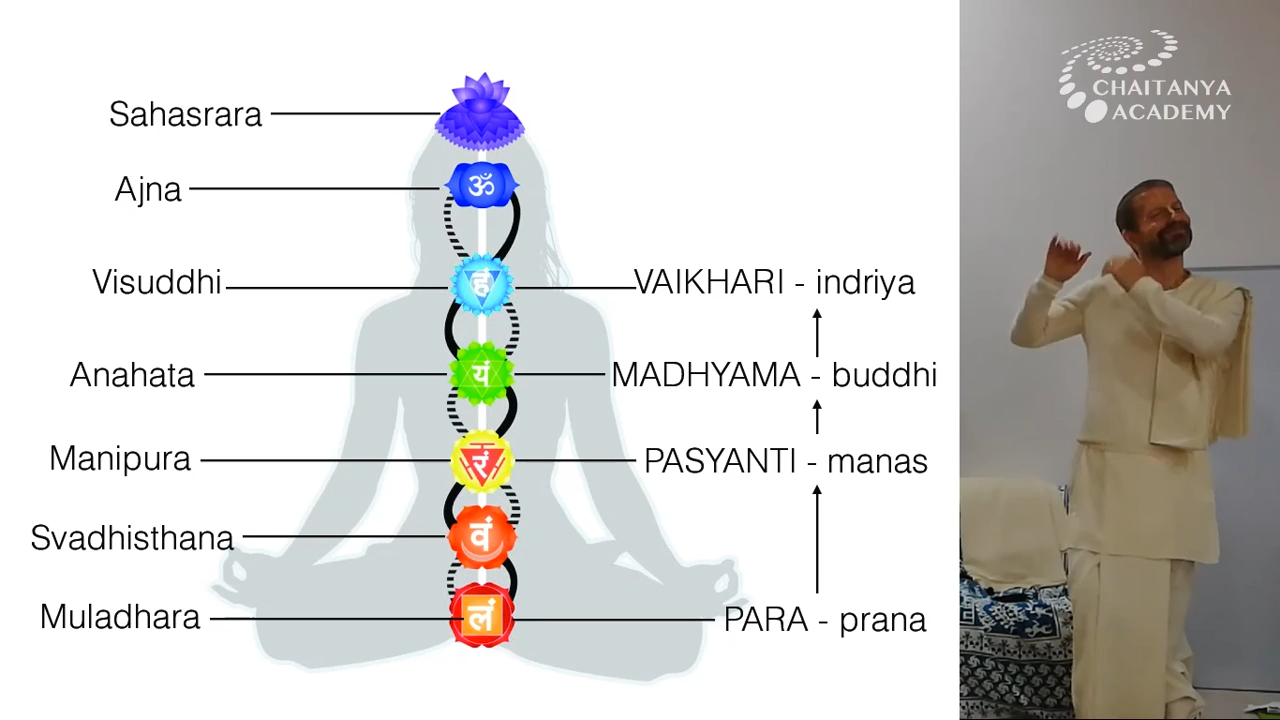 Sahasrara
Ajna
ॐ
Visuddhi
हं
VAIKHARI - indriya
Anahata
यं
MADHYAMA - buddhi
Manipura
रं
PASYANTI - manas
Svadhisthana
वं
Muladhara
लं
PARA - prana
CHAITANYA
ACADEMY